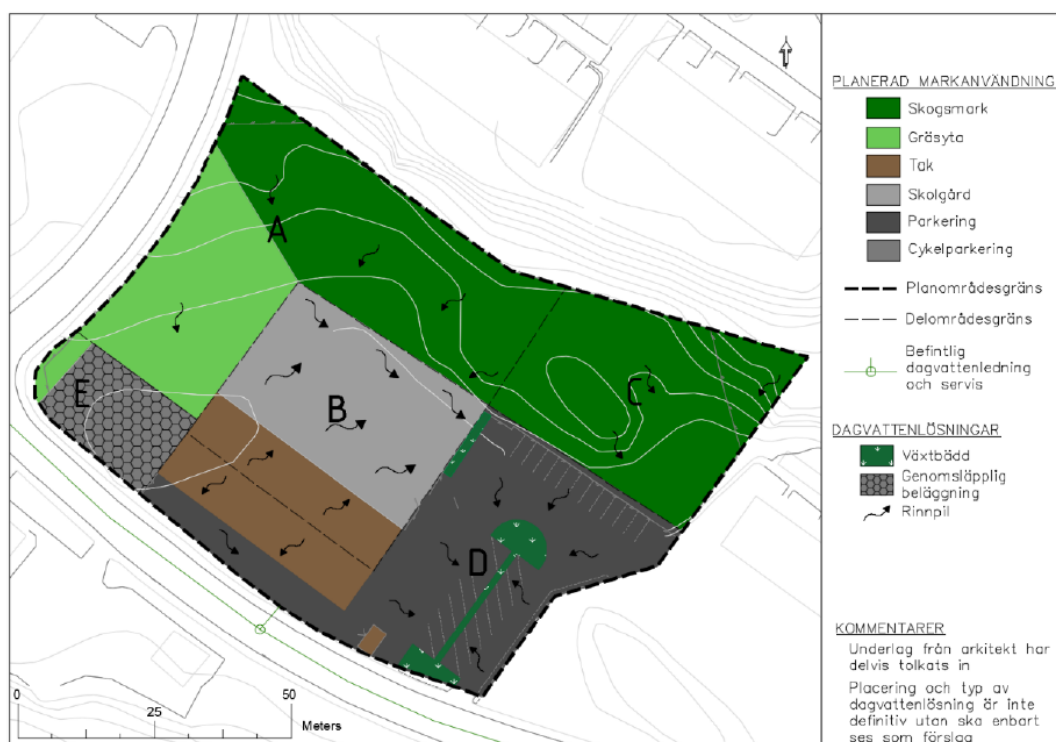 A
B
C
D
E
0
25
50
Meters
PLANERAD MARKANVÄNDNING
Skogsmark
Gräsyta
Tak
Skolgård
Parkering
Cykelparkering
Planområdesgräns
Delområdesgräns
Befintlig
dagvattenledning
och servis
DAGVATTENLÖSNINGAR
Växtbädd
Genomsläpplig
beläggning
Rinnpil
KOMMENTARER
Underlag från arkitekt har
delvis tolkats in
Placering och typ av
dagvattenlösning är inte
definitiv utan ska enbart
ses som förslag